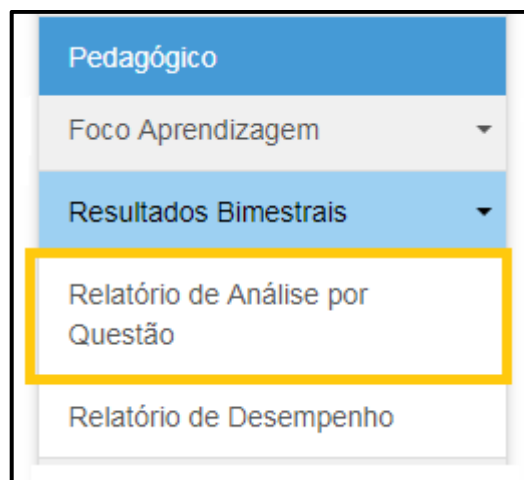 Pedagógico
Foco Aprendizagem
Resultados Bimestrais
Relatório de Análise por
Questão
Relatório de Desempenho